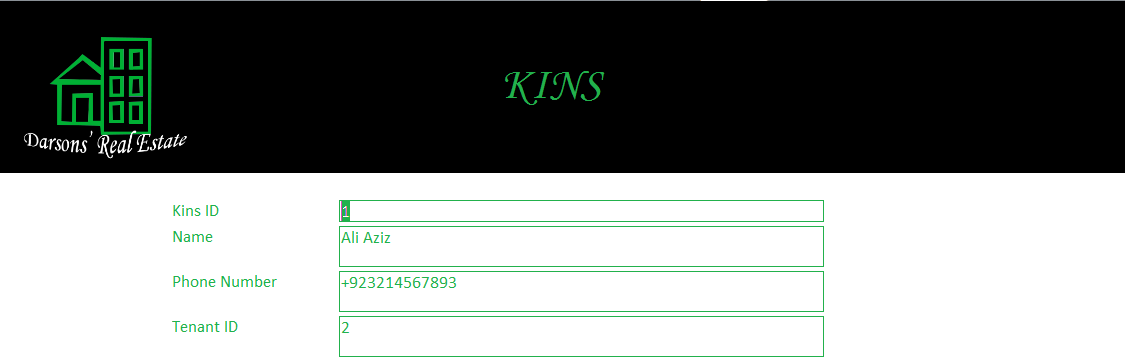 KINS
Darsons' Real Estate
Kins ID 1
Name Ali Aziz
Phone Number +923214567893
Tenant ID 2